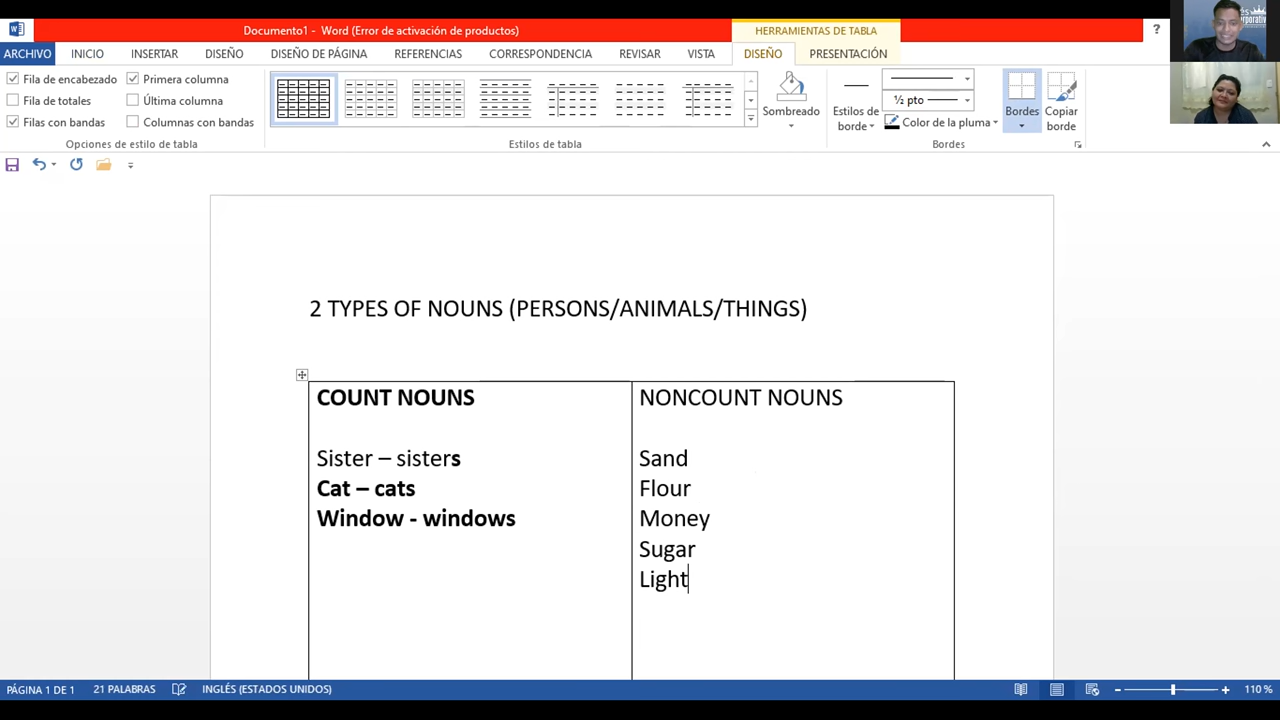 Documento1 - Word (Error de activación de productos)
HERRAMIENTAS DE TABLA
?
ARCHIVO INICIO INSERTAR DISEÑO DISEÑO DE PÁGINA REFERENCIAS CORRESPONDENCIA REVISAR VISTA DISEÑO PRESENTACIÓN
Fila de encabezado Primera columna
Fila de totales Última columna
Filas con bandas Columnas con bandas
Opciones de estilo de tabla
Estilos de tabla
Sombreado
Estilos de borde
½ pto
Color de la pluma
Bordes
Copiar borde
Bordes
2 TYPES OF NOUNS (PERSONS/ANIMALS/THINGS)
COUNT NOUNS
Sister – sisters
Cat – cats
Window - windows
NONCOUNT NOUNS
Sand
Flour
Money
Sugar
Light
PÁGINA 1 DE 1 21 PALABRAS INGLÉS (ESTADOS UNIDOS) 110 %